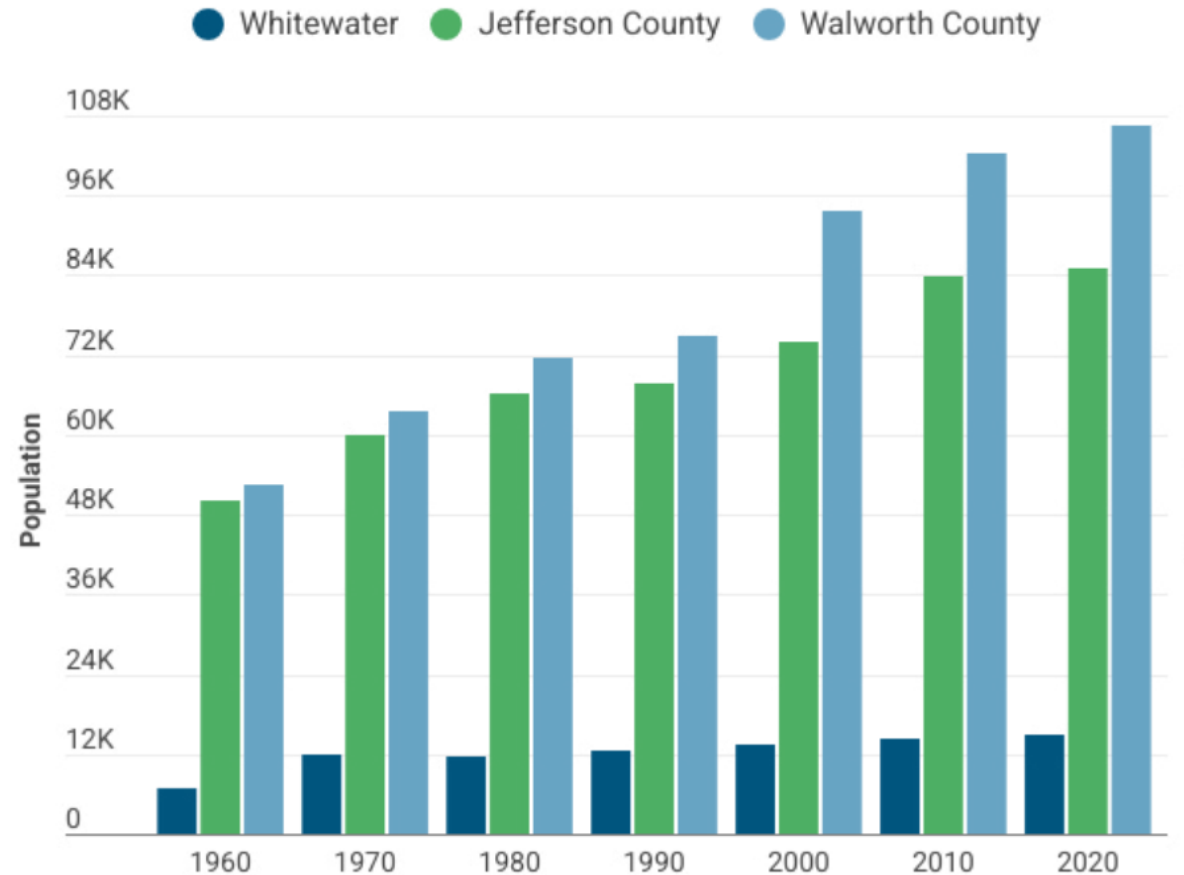 Whitewater Jefferson County Walworth County
108K
96K
84K
72K
60K
48K
36K
24K
12K
0
Population
1960 1970 1980 1990 2000 2010 2020